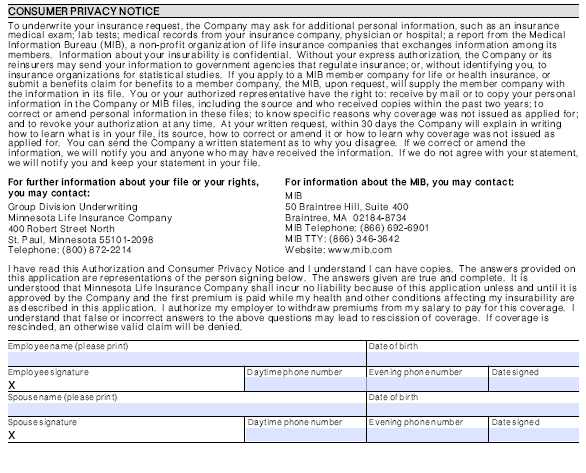 CONSUMER PRIVACY NOTICE
To underwrite your insurance request, the Company may ask for additional personal information, such as an insurance
medical exam; lab tests; medical records from your insurance company, physician or hospital; a report from the Medical
Information Bureau (MIB), a non-profit organization of life insurance companies that exchanges information among its
members. Information about your insurability is confidential. Without your express authorization, the Company or its
reinsurers may send your information to government agencies that regulate insurance; or, without identifying you, to
insurance organizations for statistical studies. If you apply to a MIB member company for life or health insurance, or
submit a benefits claim for benefits to a member company, the MIB, upon request, will supply the member company with
the information in its file. You or your authorized representative have the right to: receive by mail or to copy your personal
information in the Company or MIB files, including the source and who received copies within the past two years; to
correct or amend personal information in these files; to know specific reasons why coverage was not issued as applied for;
and to revoke your authorization at any time. At your written request, within 30 days the Company will explain in writing
how to learn what is in your file, its source, how to correct or amend it or how to learn why coverage was not issued as
applied for. You can send the Company a written statement as to why you disagree. If we correct or amend the
information, we will notify you and anyone who may have received the information. If we do not agree with your statement,
we will notify you and keep your statement in your file.
For further information about your file or your rights,
you may contact:
Group Division Underwriting
Minnesota Life Insurance Company
400 Robert Street North
St. Paul, Minnesota 55101-2098
Telephone: (800) 872-2214
For information about the MIB, you may contact:
MIB
50 Braintree Hill, Suite 400
Braintree, MA 02184-8734
MIB Telephone: (866) 692-6901
MIB TTY: (866) 346-3642
Website: www.mib.com
I have read this Authorization and Consumer Privacy Notice and I understand I can have copies. The answers provided on
this application are representations of the person signing below. The answers given are true and complete. It is
understood that Minnesota Life Insurance Company shall incur no liability because of this application unless and until it is
approved by the Company and the first premium is paid while my health and other conditions affecting my insurability are
as described in this application. I authorize my employer to withdraw premiums from my salary to pay for this coverage. I
understand that false or incorrect answers to the above questions may lead to rescission of coverage. If coverage is
rescinded, an otherwise valid claim will be denied.
Employee name (please print) Date of birth
Employee signature Daytime phone number Evening phone number Date signed
X
Spouse name (please print) Date of birth
Spouse signature Daytime phone number Evening phone number Date signed
X